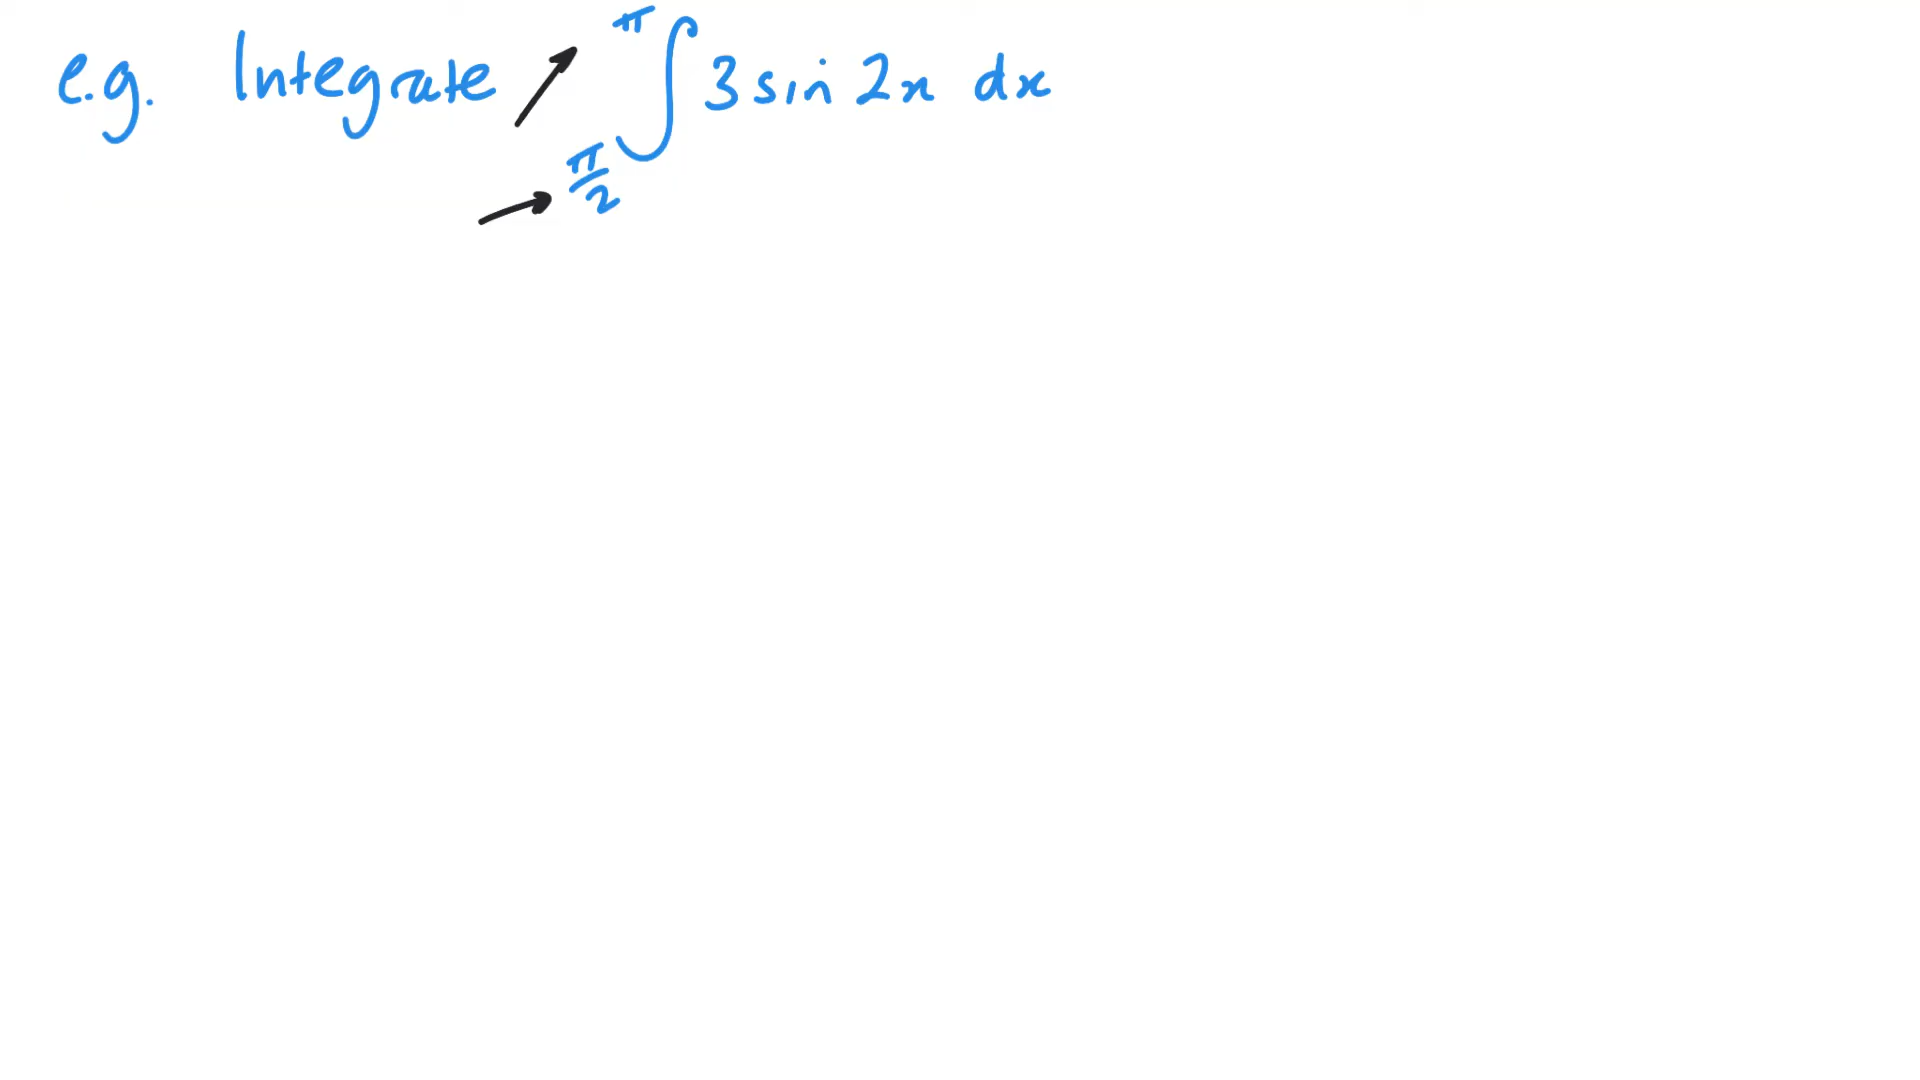 e.g. Integrate π∫π/2 3 sin 2x dx